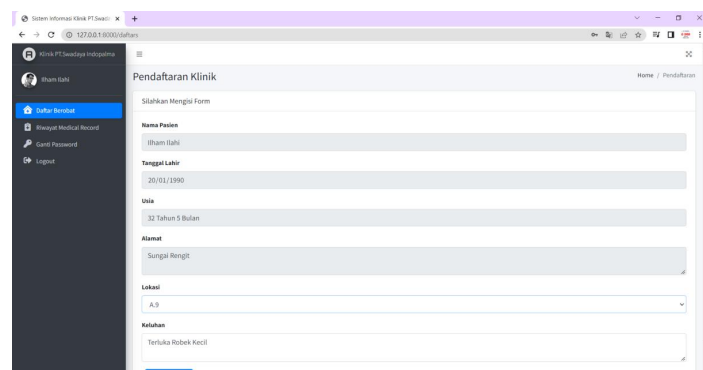 Sistem Informasi Klinik PT.Swada
127.0.0.1:8000/daftars
Klinik PT.Swadaya Indopalma
Ilham Ilahi
Daftar Berobat
Riwayat Medical Record
Ganti Password
Logout
Pendaftaran Klinik
Home / Pendaftaran
Silahkan Mengisi Form
Nama Pasien
Ilham Ilahi
Tanggal Lahir
20/01/1990
Usia
32 Tahun 5 Bulan
Alamat
Sungai Rengit
Lokasi
A.9
Keluhan
Terluka Robek Kecil